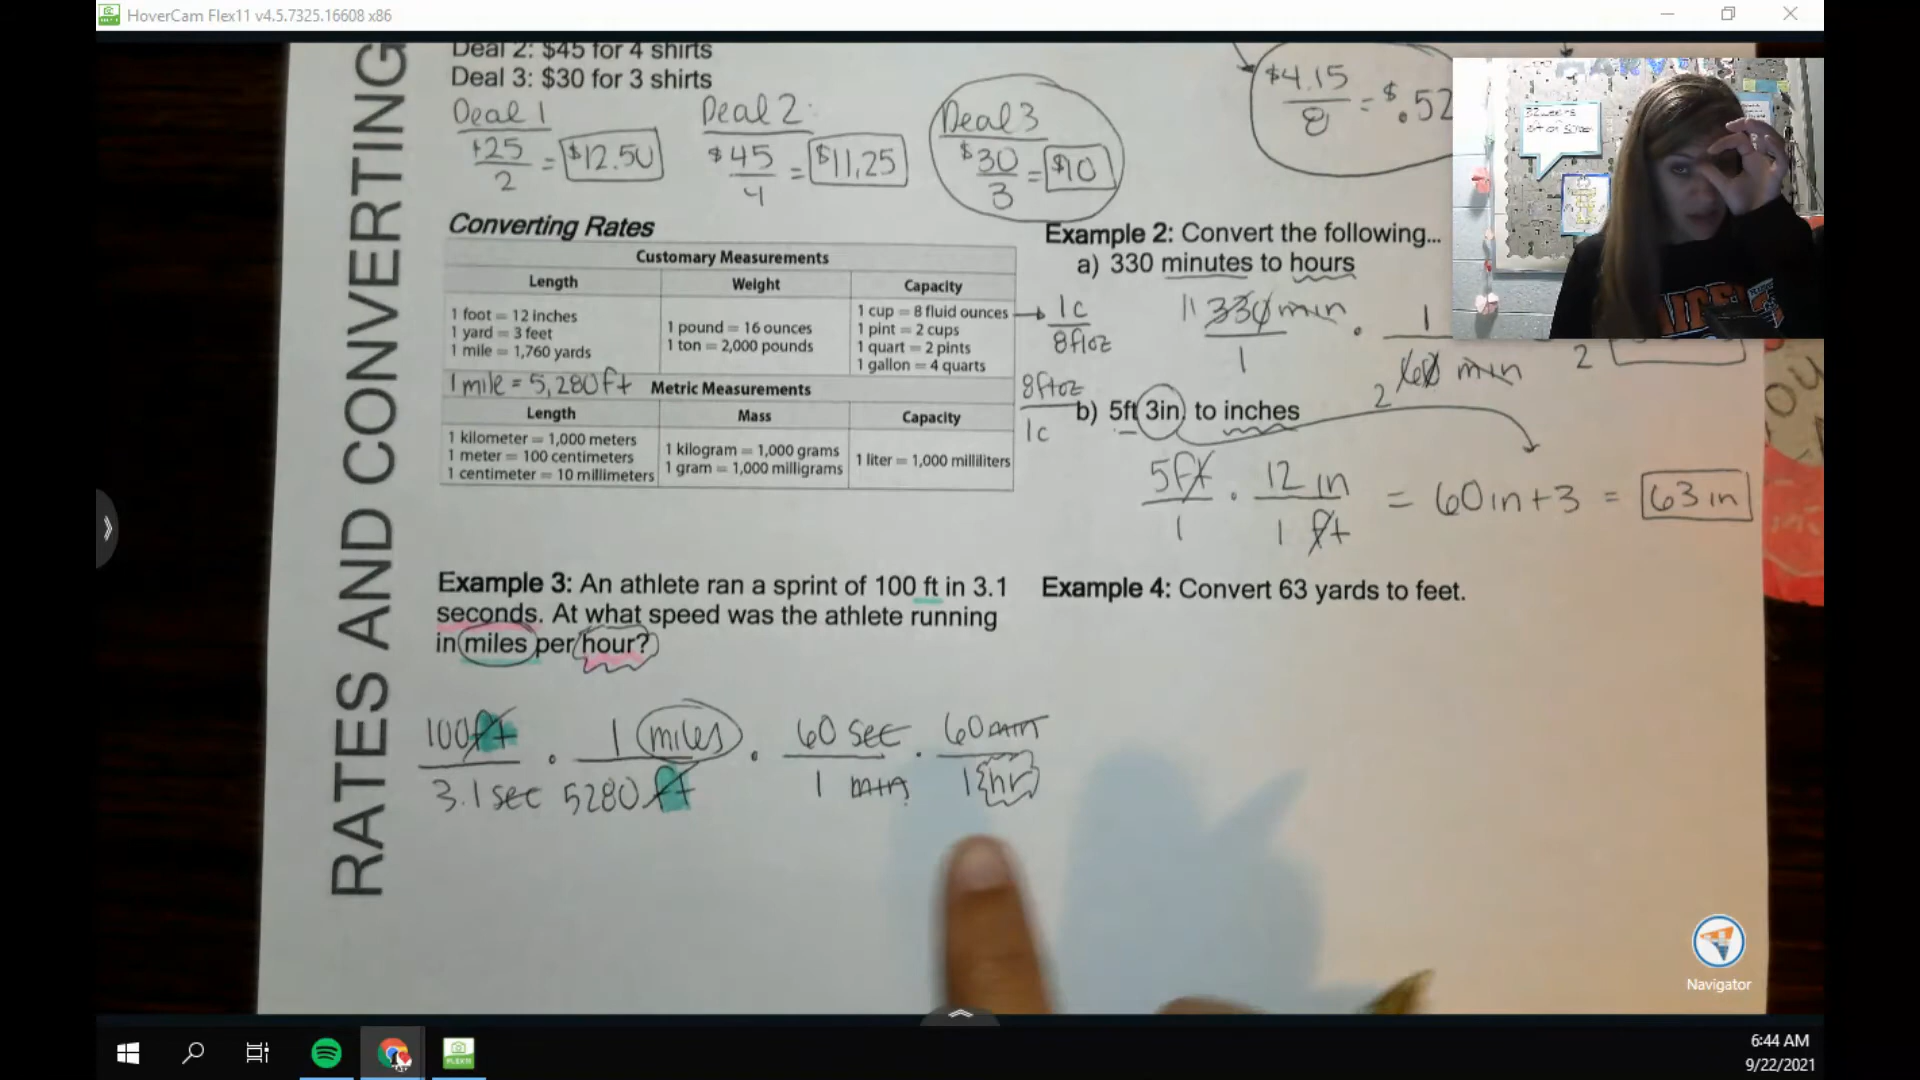 HoverCam Flex11 v4.5.7325.16608 x86
RATES AND CONVERTING
Deal 2: $45 for 4 shirts
Deal 3: $30 for 3 shirts
Deal 1
$25
2
= $12.50
Deal 2:
$45
4
= $11.25
Deal 3
$30
3
= $10
$4.15
8
= $.52
Converting Rates
Customary Measurements
Length Weight Capacity
1 foot = 12 inches
1 yard = 3 feet
1 mile = 1,760 yards
1 pound = 16 ounces
1 ton = 2,000 pounds
1 cup = 8 fluid ounces
1 pint = 2 cups
1 quart = 2 pints
1 gallon = 4 quarts
1 mile = 5,280ft
Metric Measurements
Length Mass Capacity
1 kilometer = 1,000 meters
1 meter = 100 centimeters
1 centimeter = 10 millimeters
1 kilogram = 1,000 grams
1 gram = 1,000 milligrams
1 liter = 1,000 milliliters
1c
8floz
8floz
1c
Example 2: Convert the following...
a) 330 minutes to hours
11 330 min
1
· 1
60 min
2
2
b) 5ft 3in to inches
5ft
1
· 12 in
1 ft
= 60in+3 = 63 in
Example 3: An athlete ran a sprint of 100 ft in 3.1
seconds. At what speed was the athlete running
in miles per hour?
100ft · 1 miles · 60 sec · 60min
3.1sec 5280 ft 1 min 1 hr
Example 4: Convert 63 yards to feet.
Navigator
FLEX11
6:44 AM
9/22/2021